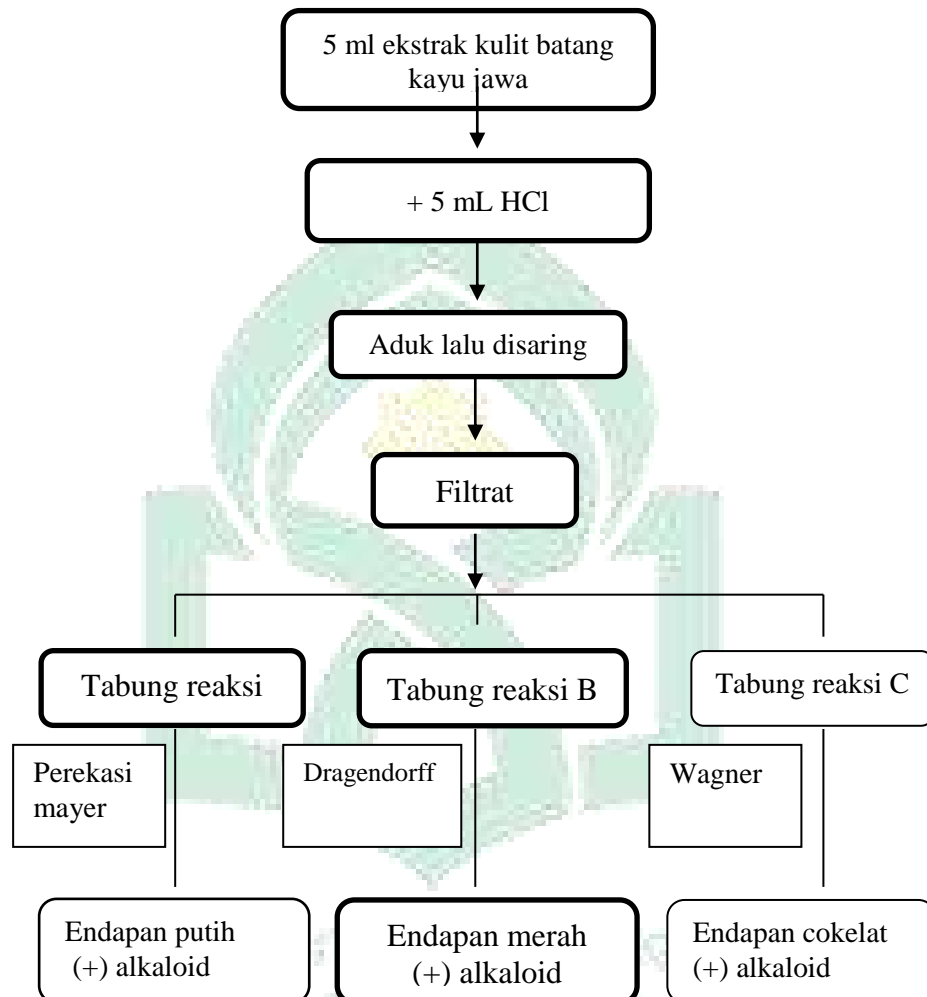 5 ml ekstrak kulit batang
kayu jawa
+ 5 mL HCl
Aduk lalu disaring
Filtrat
Tabung reaksi
Tabung reaksi B
Tabung reaksi C
Perekasi
mayer
Dragendorff
Wagner
Endapan putih
(+) alkaloid
Endapan merah
(+) alkaloid
Endapan cokelat
(+) alkaloid